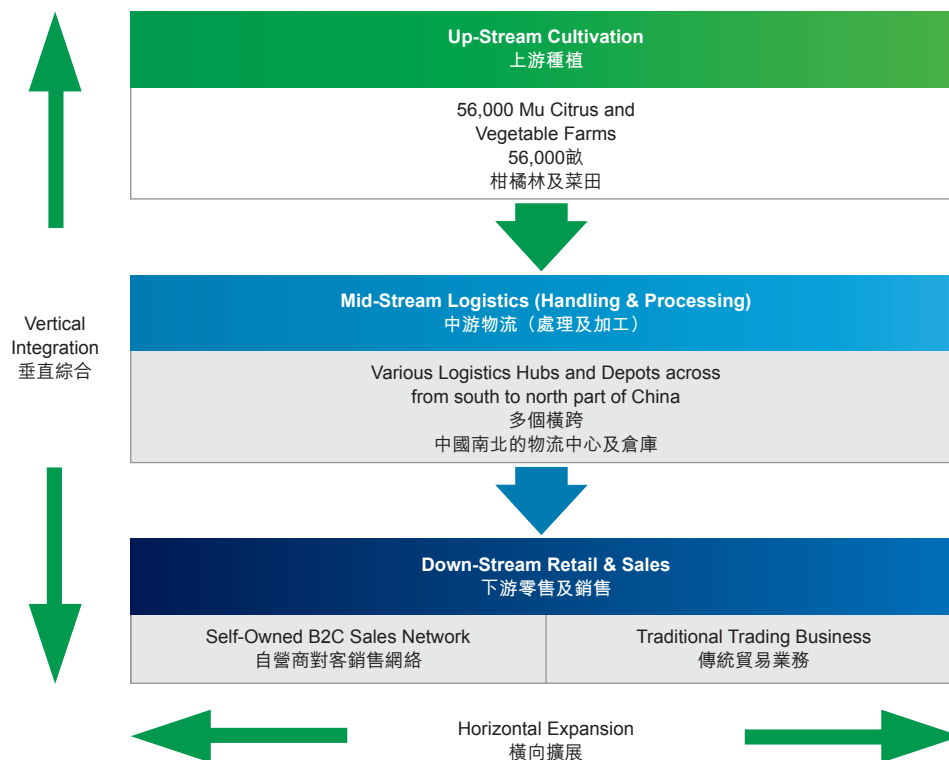 Up-Stream Cultivation
上游種植
56,000 Mu Citrus and
Vegetable Farms
56,000畝
柑橘林及菜田
Mid-Stream Logistics (Handling & Processing)
中游物流（處理及加工）
Vertical
Integration
垂直綜合
Various Logistics Hubs and Depots across
from south to north part of China
多個橫跨
中國南北的物流中心及倉庫
Down-Stream Retail & Sales
下游零售及銷售
Self-Owned B2C Sales Network
自營商對客銷售網絡
Traditional Trading Business
傳統貿易業務
Horizontal Expansion
橫向擴展